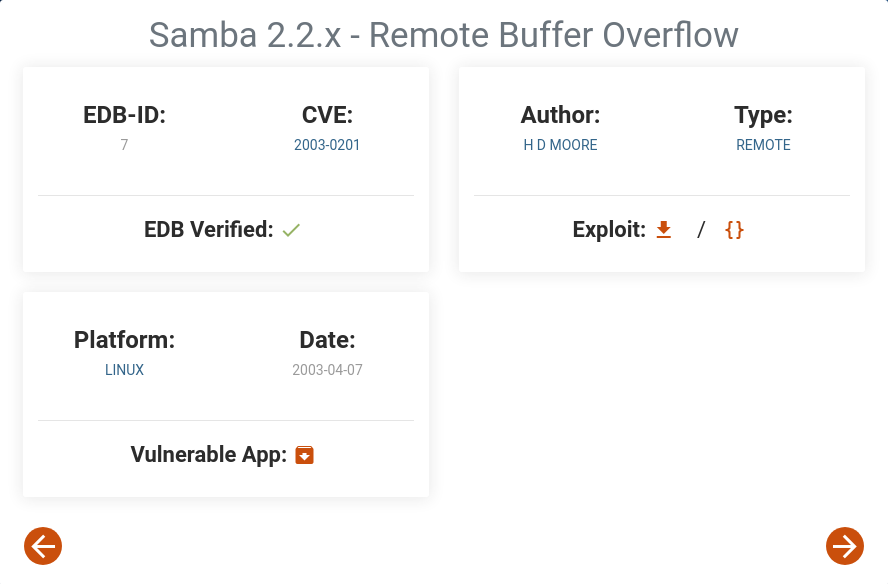 Samba 2.2.x - Remote Buffer Overflow
EDB-ID:
7
CVE:
2003-0201
EDB Verified:
Author:
H D MOORE
Type:
REMOTE
Exploit: / {}
Platform:
LINUX
Date:
2003-04-07
Vulnerable App: